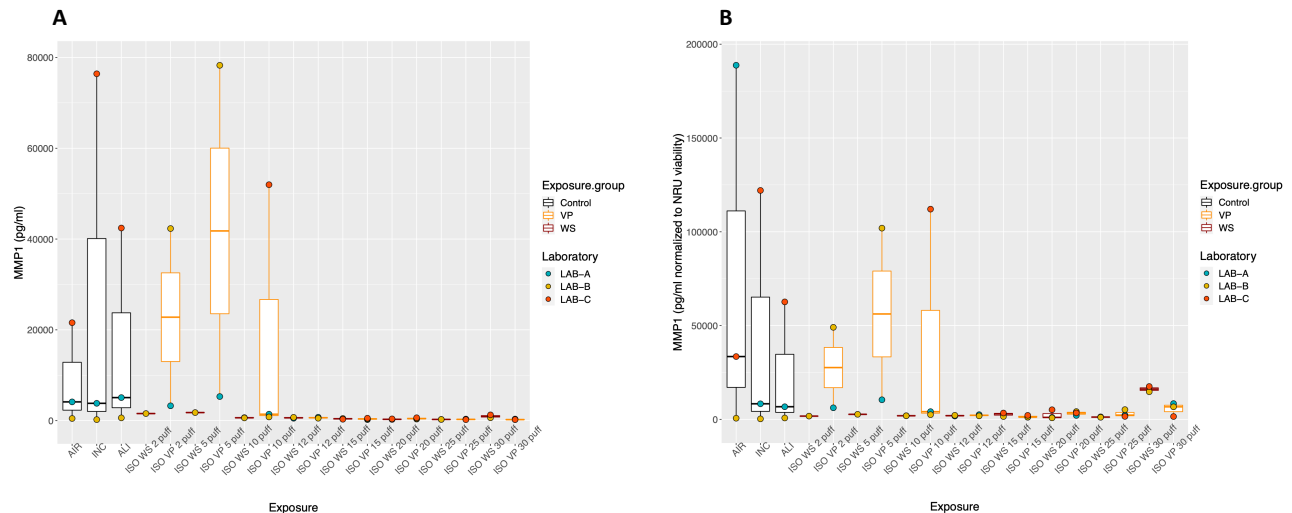 A
80000
60000
40000
20000
0
MMP1 (pg/ml)
AIR
INC
ALI
ISO WS 2 puff
ISO VP 2 puff
ISO WS 5 puff
ISO VP 5 puff
ISO WS 10 puff
ISO VP 10 puff
ISO WS 12 puff
ISO VP 12 puff
ISO WS 15 puff
ISO VP 15 puff
ISO WS 20 puff
ISO VP 20 puff
ISO WS 25 puff
ISO VP 25 puff
ISO WS 30 puff
ISO VP 30 puff
Exposure
Exposure.group
Control
VP
WS
Laboratory
LAB-A
LAB-B
LAB-C
B
200000
150000
100000
50000
0
MMP1 (pg/ml normalized to NRU viability)
AIR
INC
ALI
ISO WS 2 puff
ISO VP 2 puff
ISO WS 5 puff
ISO VP 5 puff
ISO WS 10 puff
ISO VP 10 puff
ISO WS 12 puff
ISO VP 12 puff
ISO WS 15 puff
ISO VP 15 puff
ISO WS 20 puff
ISO VP 20 puff
ISO WS 25 puff
ISO VP 25 puff
ISO WS 30 puff
ISO VP 30 puff
Exposure
Exposure.group
Control
VP
WS
Laboratory
LAB-A
LAB-B
LAB-C